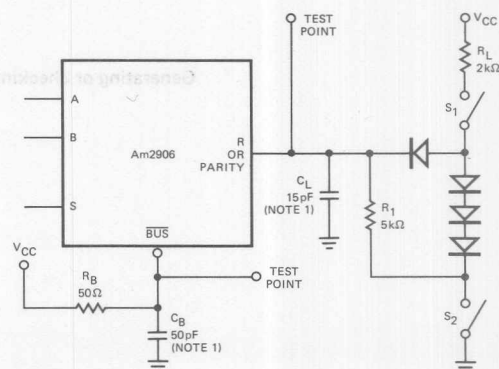 TEST
POINT
VCC
RL
2kΩ
S1
Generating or checkin
A
B
S
Am2906
R
OR
PARITY
BUS
CL
15pF
(NOTE 1)
R1
5kΩ
VCC
RB
50Ω
TEST
POINT
CB
50pF
(NOTE 1)
S2